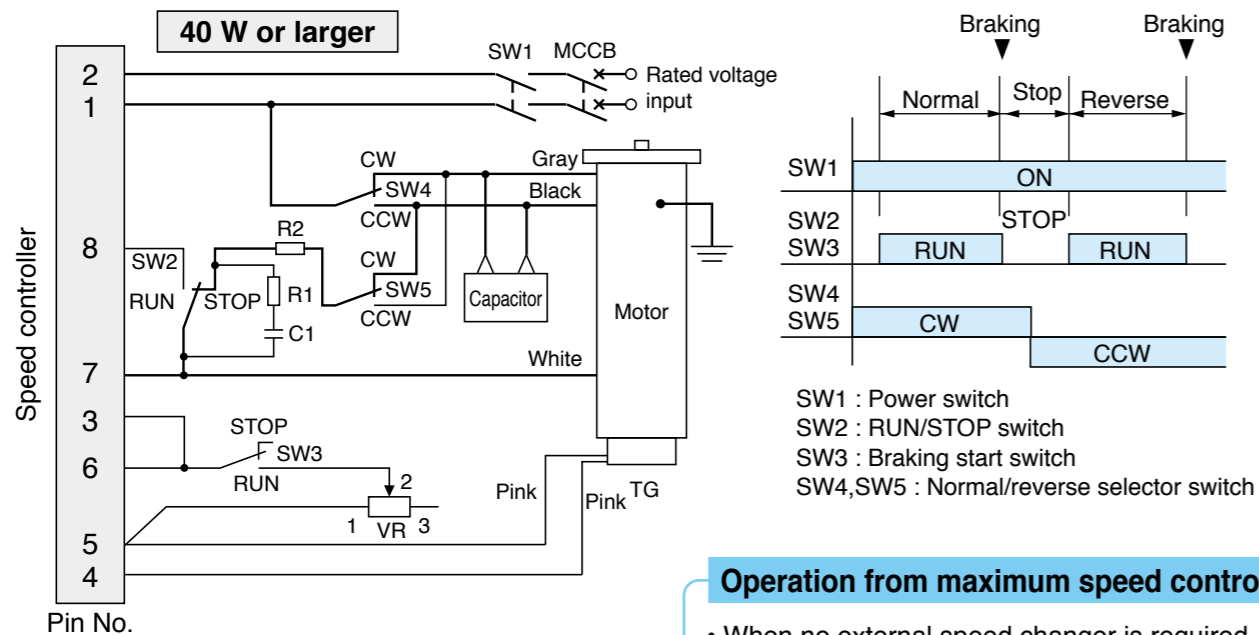 40 W or larger
SW1 MCCB
Rated voltage
input
2
1
8
7
3
6
5
4
Speed controller
Pin No.
CW
SW4
CCW
Gray
Black
R2
CW
SW5
CCW
SW2
RUN STOP
R1
C1
Capacitor
Motor
White
STOP
SW3
RUN
2
1 VR 3
Pink
Pink
TG
Braking Braking
Normal Stop Reverse
SW1 ON
SW2 STOP
SW3 RUN RUN
SW4
SW5 CW
CCW
SW1 : Power switch
SW2 : RUN/STOP switch
SW3 : Braking start switch
SW4,SW5 : Normal/reverse selector switch
Operation from maximum speed contro